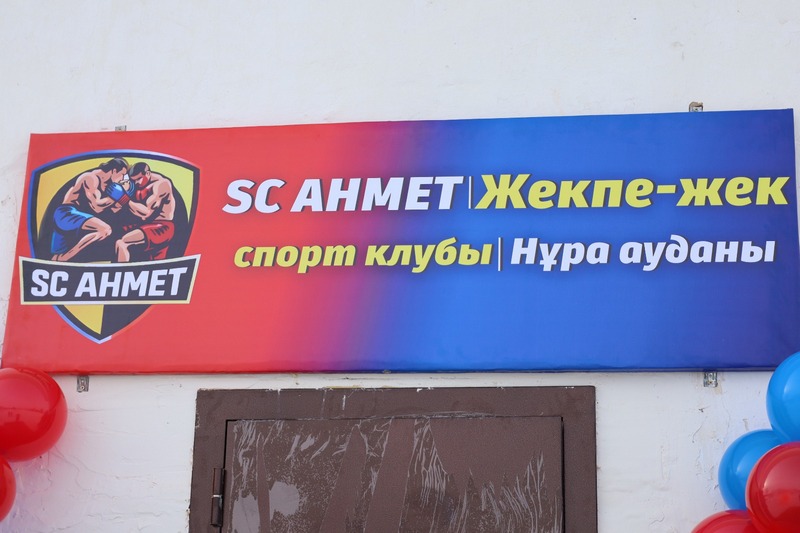 SC AHMET
SC AHMET|Жекпе-жек
спорт клубы|Нұра ауданы